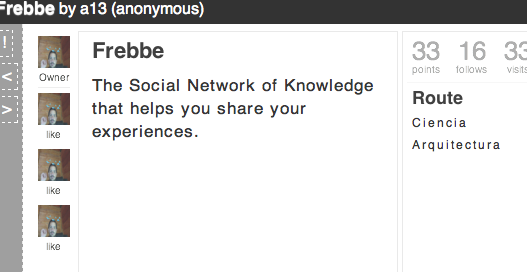 Frebbe by a13 (anonymous)
!
<
>
Owner
like
like
like
Frebbe
The Social Network of Knowledge
that helps you share your
experiences.
33 16 33
points follows visits
Route
Ciencia
Arquitectura